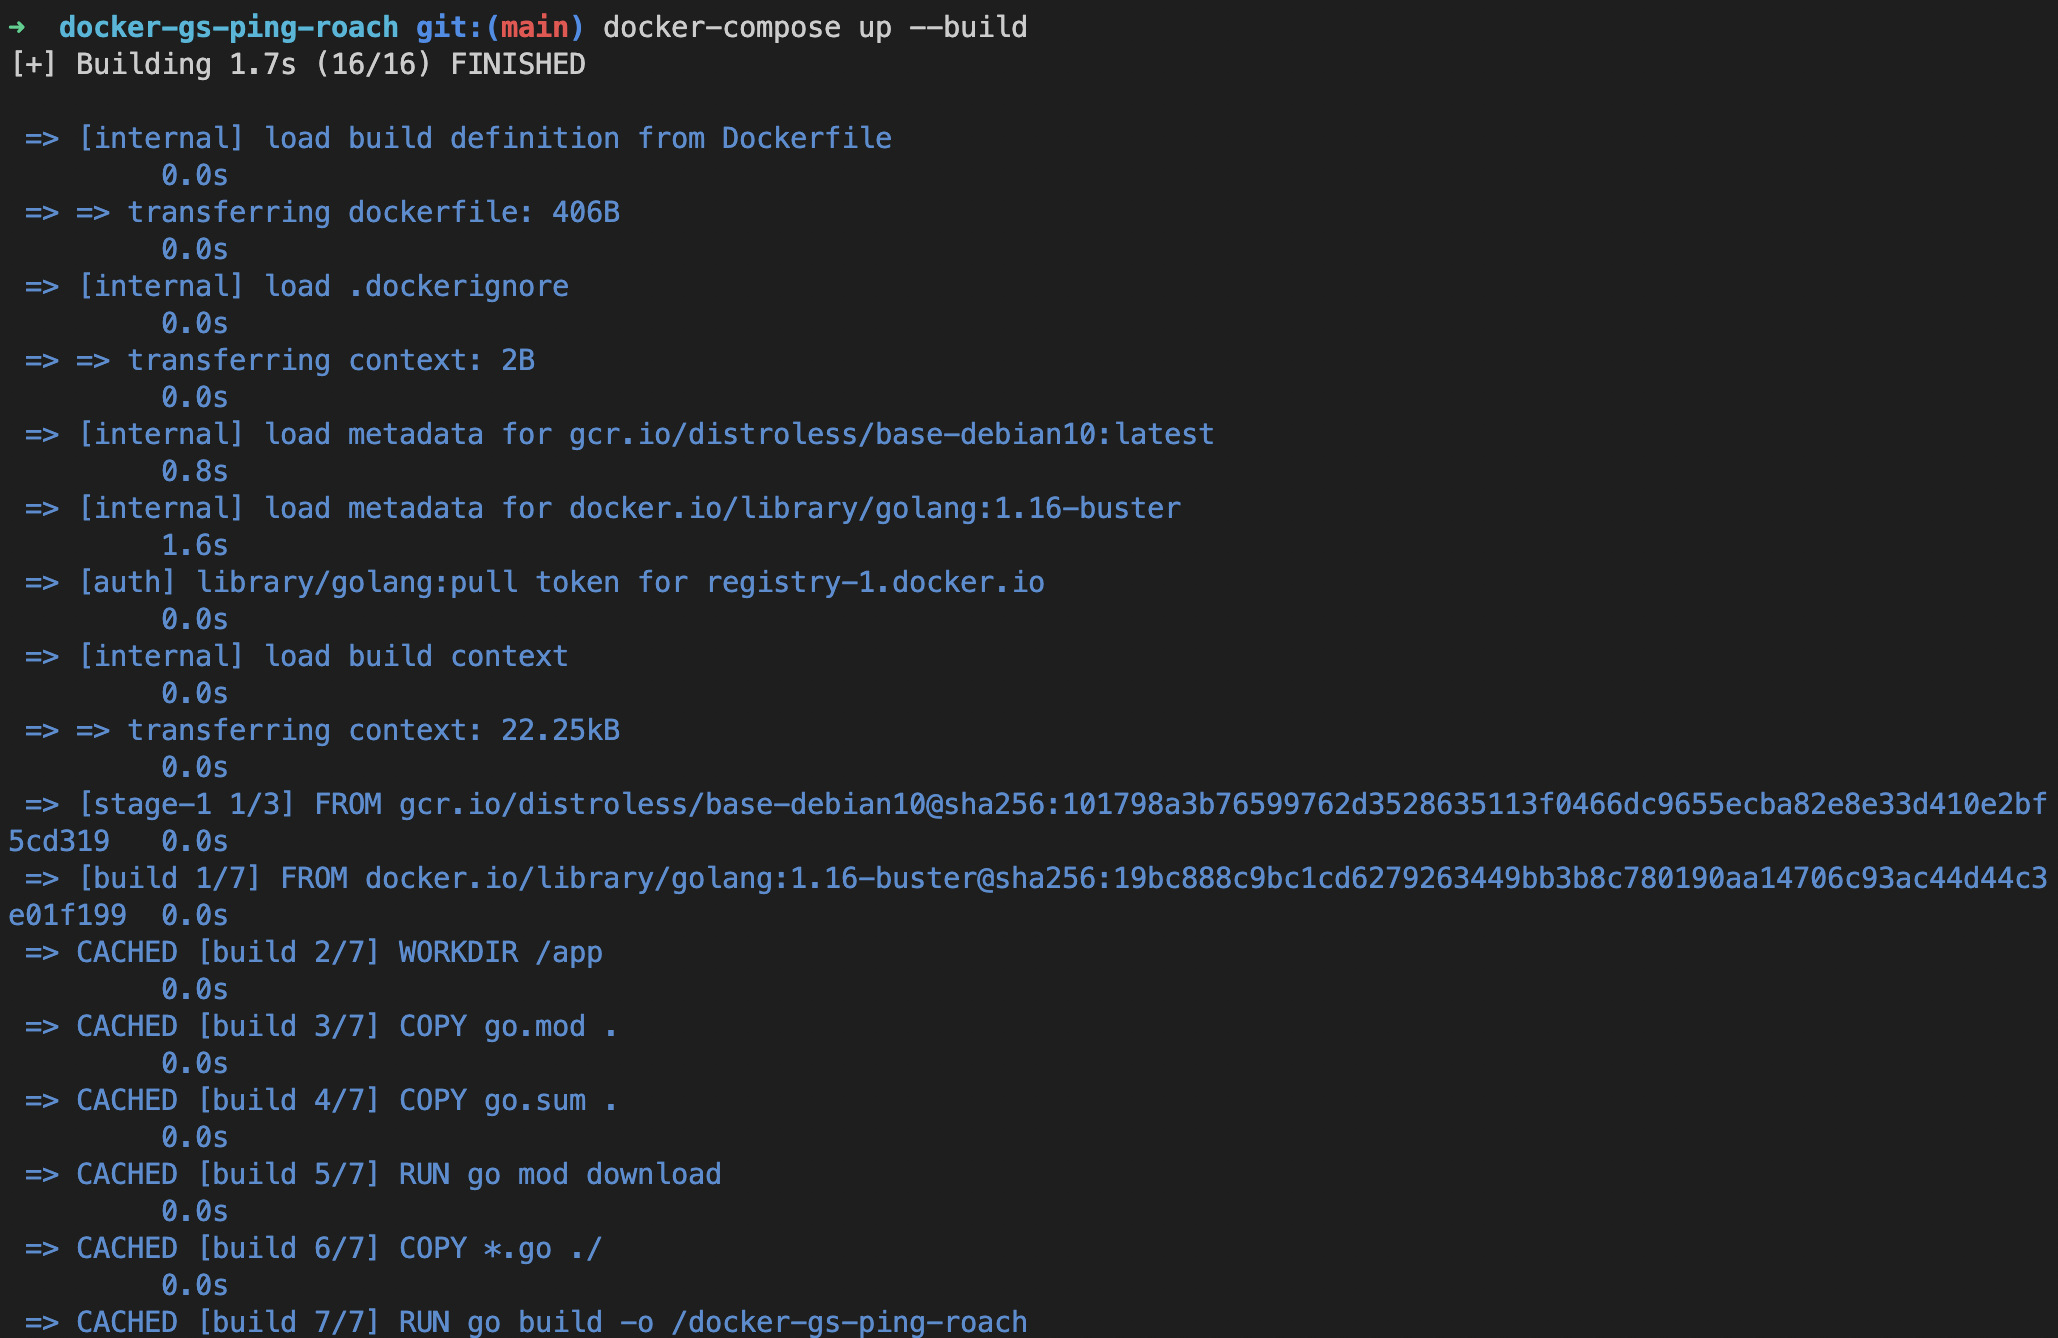 ➜  docker-gs-ping-roach git:(main) docker-compose up --build
[+] Building 1.7s (16/16) FINISHED
=> [internal] load build definition from Dockerfile
0.0s
=> => transferring dockerfile: 406B
0.0s
=> [internal] load .dockerignore
0.0s
=> => transferring context: 2B
0.0s
=> [internal] load metadata for gcr.io/distroless/base-debian10:latest
0.8s
=> [internal] load metadata for docker.io/library/golang:1.16-buster
1.6s
=> [auth] library/golang:pull token for registry-1.docker.io
0.0s
=> [internal] load build context
0.0s
=> => transferring context: 22.25kB
0.0s
=> [stage-1 1/3] FROM gcr.io/distroless/base-debian10@sha256:101798a3b76599762d3528635113f0466dc9655ecba82e8e33d410e2bf
5cd319   0.0s
=> [build 1/7] FROM docker.io/library/golang:1.16-buster@sha256:19bc888c9bc1cd6279263449bb3b8c780190aa14706c93ac44d44c3
e01f199  0.0s
=> CACHED [build 2/7] WORKDIR /app
0.0s
=> CACHED [build 3/7] COPY go.mod .
0.0s
=> CACHED [build 4/7] COPY go.sum .
0.0s
=> CACHED [build 5/7] RUN go mod download
0.0s
=> CACHED [build 6/7] COPY *.go ./
0.0s
=> CACHED [build 7/7] RUN go build -o /docker-gs-ping-roach